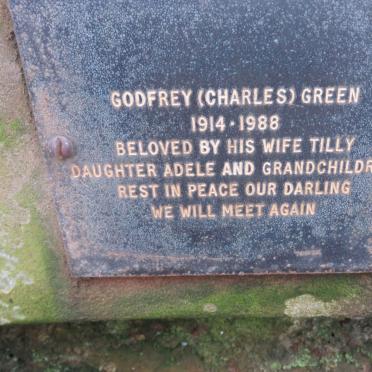 GODFREY (CHARLES) GREEN
1914 · 1988
BELOVED BY HIS WIFE TILLY
DAUGHTER ADELE AND GRANDCHILDR
REST IN PEACE OUR DARLING
WE WILL MEET AGAIN